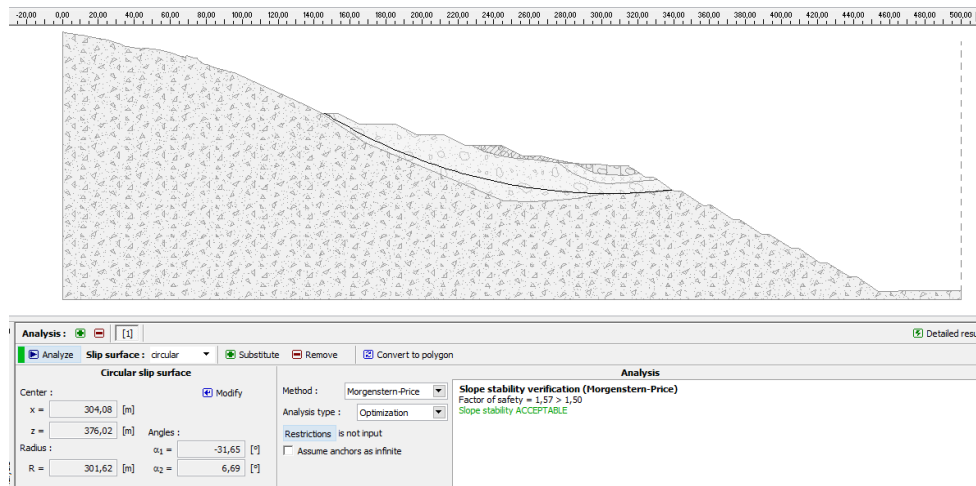 -20,00 0,00 20,00 40,00 60,00 80,00 100,00 120,00 140,00 160,00 180,00 200,00 220,00 240,00 260,00 280,00 300,00 320,00 340,00 360,00 380,00 400,00 420,00 440,00 460,00 480,00 500,00
Analysis : [1] Detailed resu
Analyze Slip surface : circular Substitute Remove Convert to polygon
Circular slip surface
Center : Modify
x = 304,08 [m]
z = 376,02 [m] Angles :
Radius : α1 = -31,65 [°]
R = 301,62 [m] α2 = 6,69 [°]
Method : Morgenstern-Price
Analysis type : Optimization
Restrictions is not input
Assume anchors as infinite
Analysis
Slope stability verification (Morgenstern-Price)
Factor of safety = 1,57 > 1,50
Slope stability ACCEPTABLE